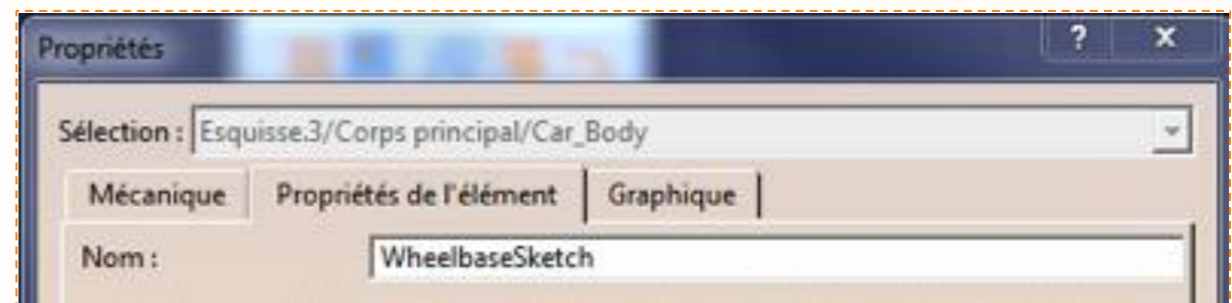 Propriétés ? x
Sélection : Esquisse.3/Corps principal/Car_Body
Mécanique Propriétés de l'élément Graphique
Nom : WheelbaseSketch